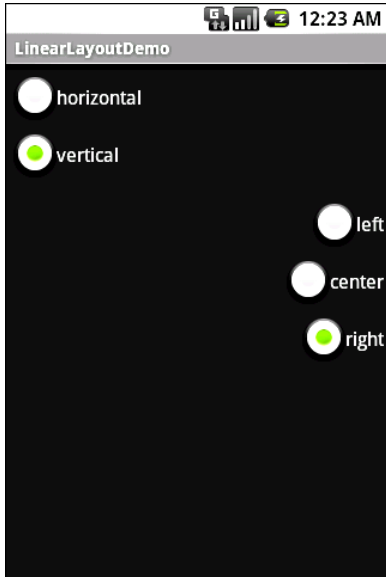 12:23 AM
LinearLayoutDemo
horizontal
vertical
left
center
right